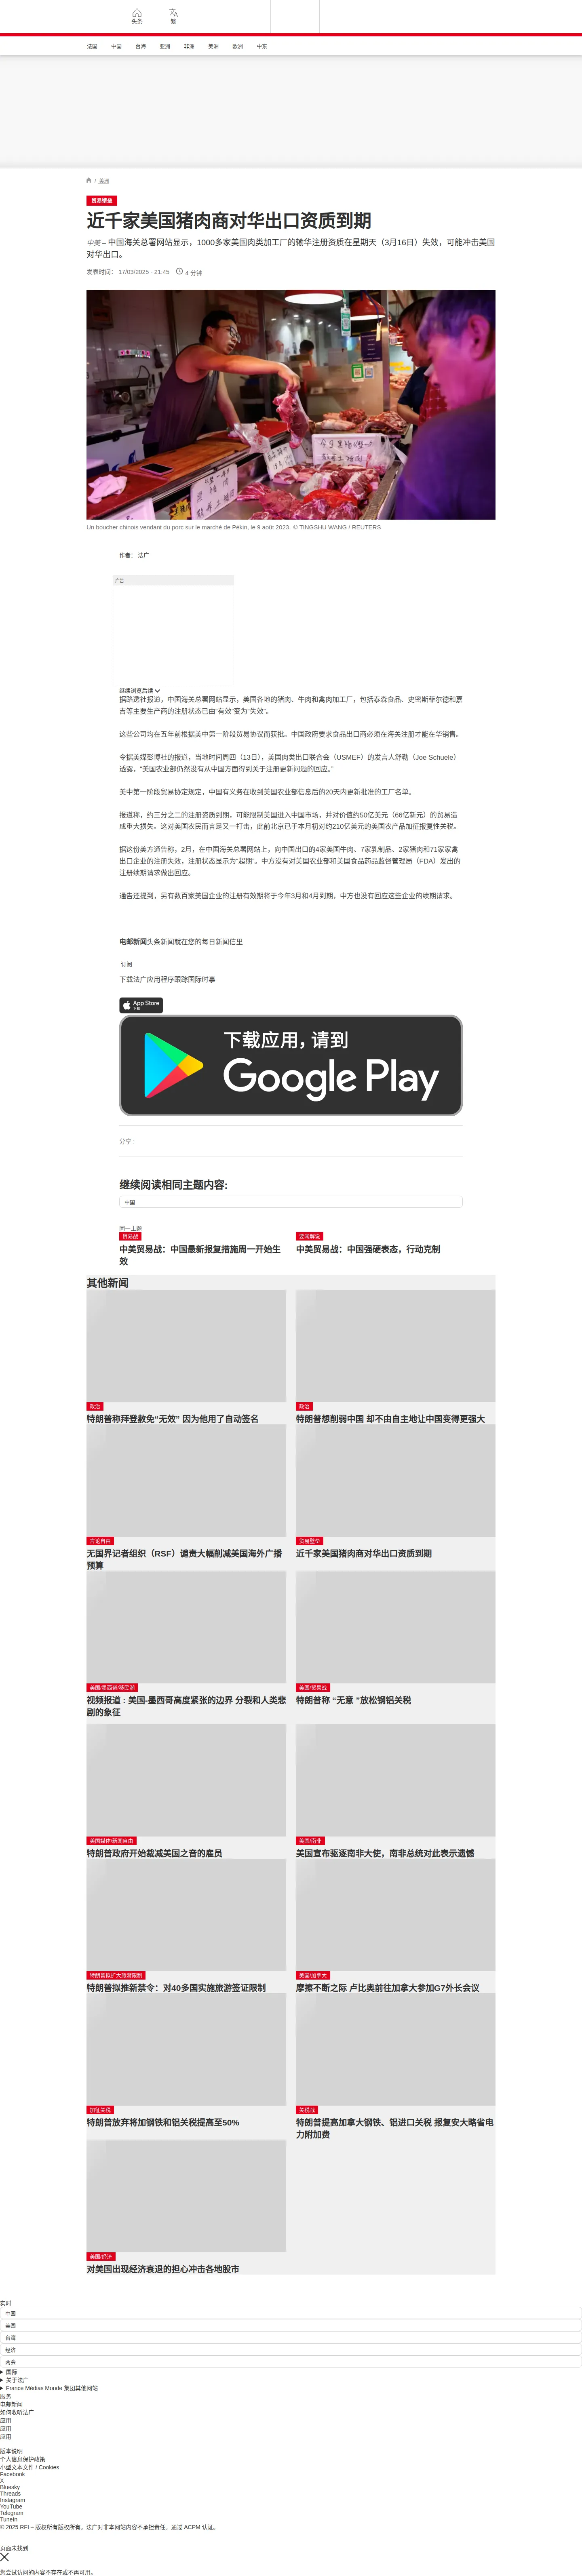 头条
繁
法国
中国
台海
亚洲
非洲
美洲
欧洲
中东
/ 美洲
贸易壁垒
近千家美国猪肉商对华出口资质到期
中美 – 中国海关总署网站显示，1000多家美国肉类加工厂的输华注册资质在星期天（3月16日）失效，可能冲击美国
对华出口。
发表时间： 17/03/2025 - 21:45
4 分钟
Un boucher chinois vendant du porc sur le marché de Pékin, le 9 août 2023. © TINGSHU WANG / REUTERS
作者： 法广
广告
继续浏览后续
据路透社报道，中国海关总署网站显示，美国各地的猪肉、牛肉和禽肉加工厂，包括泰森食品、史密斯菲尔德和嘉
吉等主要生产商的注册状态已由“有效”变为“失效”。
这些公司均在五年前根据美中第一阶段贸易协议而获批。中国政府要求食品出口商必须在海关注册才能在华销售。
令据美媒彭博社的报道，当地时间周四（13日），美国肉类出口联合会（USMEF）的发言人舒勒（Joe Schuele）
透露，“美国农业部仍然没有从中国方面得到关于注册更新问题的回应。”
美中第一阶段贸易协定规定，中国有义务在收到美国农业部信息后的20天内更新批准的工厂名单。
报道称，约三分之二的注册资质到期，可能限制美国进入中国市场，并对价值约50亿美元（66亿新元）的贸易造
成重大损失。这对美国农民而言是又一打击，此前北京已于本月初对约210亿美元的美国农产品加征报复性关税。
据这份美方通告称，2月，在中国海关总署网站上，向中国出口的4家美国牛肉、7家乳制品、2家猪肉和71家家禽
出口企业的注册失效，注册状态显示为“超期”。中方没有对美国农业部和美国食品药品监督管理局（FDA）发出的
注册续期请求做出回应。
通告还提到，另有数百家美国企业的注册有效期将于今年3月和4月到期，中方也没有回应这些企业的续期请求。
电邮新闻头条新闻就在您的每日新闻信里
订阅
下载法广应用程序跟踪国际时事
App Store
下载
下载应用，请到
Google Play
分享 :
继续阅读相同主题内容:
中国
同一主题
贸易战
中美贸易战：中国最新报复措施周一开始生
效
要闻解说
中美贸易战：中国强硬表态，行动克制
其他新闻
政治
特朗普称拜登赦免“无效” 因为他用了自动签名
政治
特朗普想削弱中国 却不由自主地让中国变得更强大
言论自由
无国界记者组织（RSF）谴责大幅削减美国海外广播
预算
贸易壁垒
近千家美国猪肉商对华出口资质到期
美国/墨西哥/移民潮
视频报道 : 美国-墨西哥高度紧张的边界 分裂和人类悲
剧的象征
美国/贸易战
特朗普称 “无意 ”放松钢铝关税
美国媒体/新闻自由
特朗普政府开始裁减美国之音的雇员
美国/南非
美国宣布驱逐南非大使，南非总统对此表示遗憾
特朗普拟扩大旅游限制
特朗普拟推新禁令：对40多国实施旅游签证限制
美国/加拿大
摩擦不断之际 卢比奥前往加拿大参加G7外长会议
加征关税
特朗普放弃将加钢铁和铝关税提高至50%
关税战
特朗普提高加拿大钢铁、铝进口关税 报复安大略省电
力附加费
美国/经济
对美国出现经济衰退的担心冲击各地股市
实时
中国
美国
台湾
经济
两会
国际
关于法广
France Médias Monde 集团其他网站
服务
电邮新闻
如何收听法广
应用
应用
应用
版本说明
个人信息保护政策
小型文本文件 / Cookies
Facebook
X
Bluesky
Threads
Instagram
YouTube
Telegram
TuneIn
© 2025 RFI – 版权所有版权所有。法广对非本网站内容不承担责任。通过 ACPM 认证。
页面未找到
您尝试访问的内容不存在或不再可用。